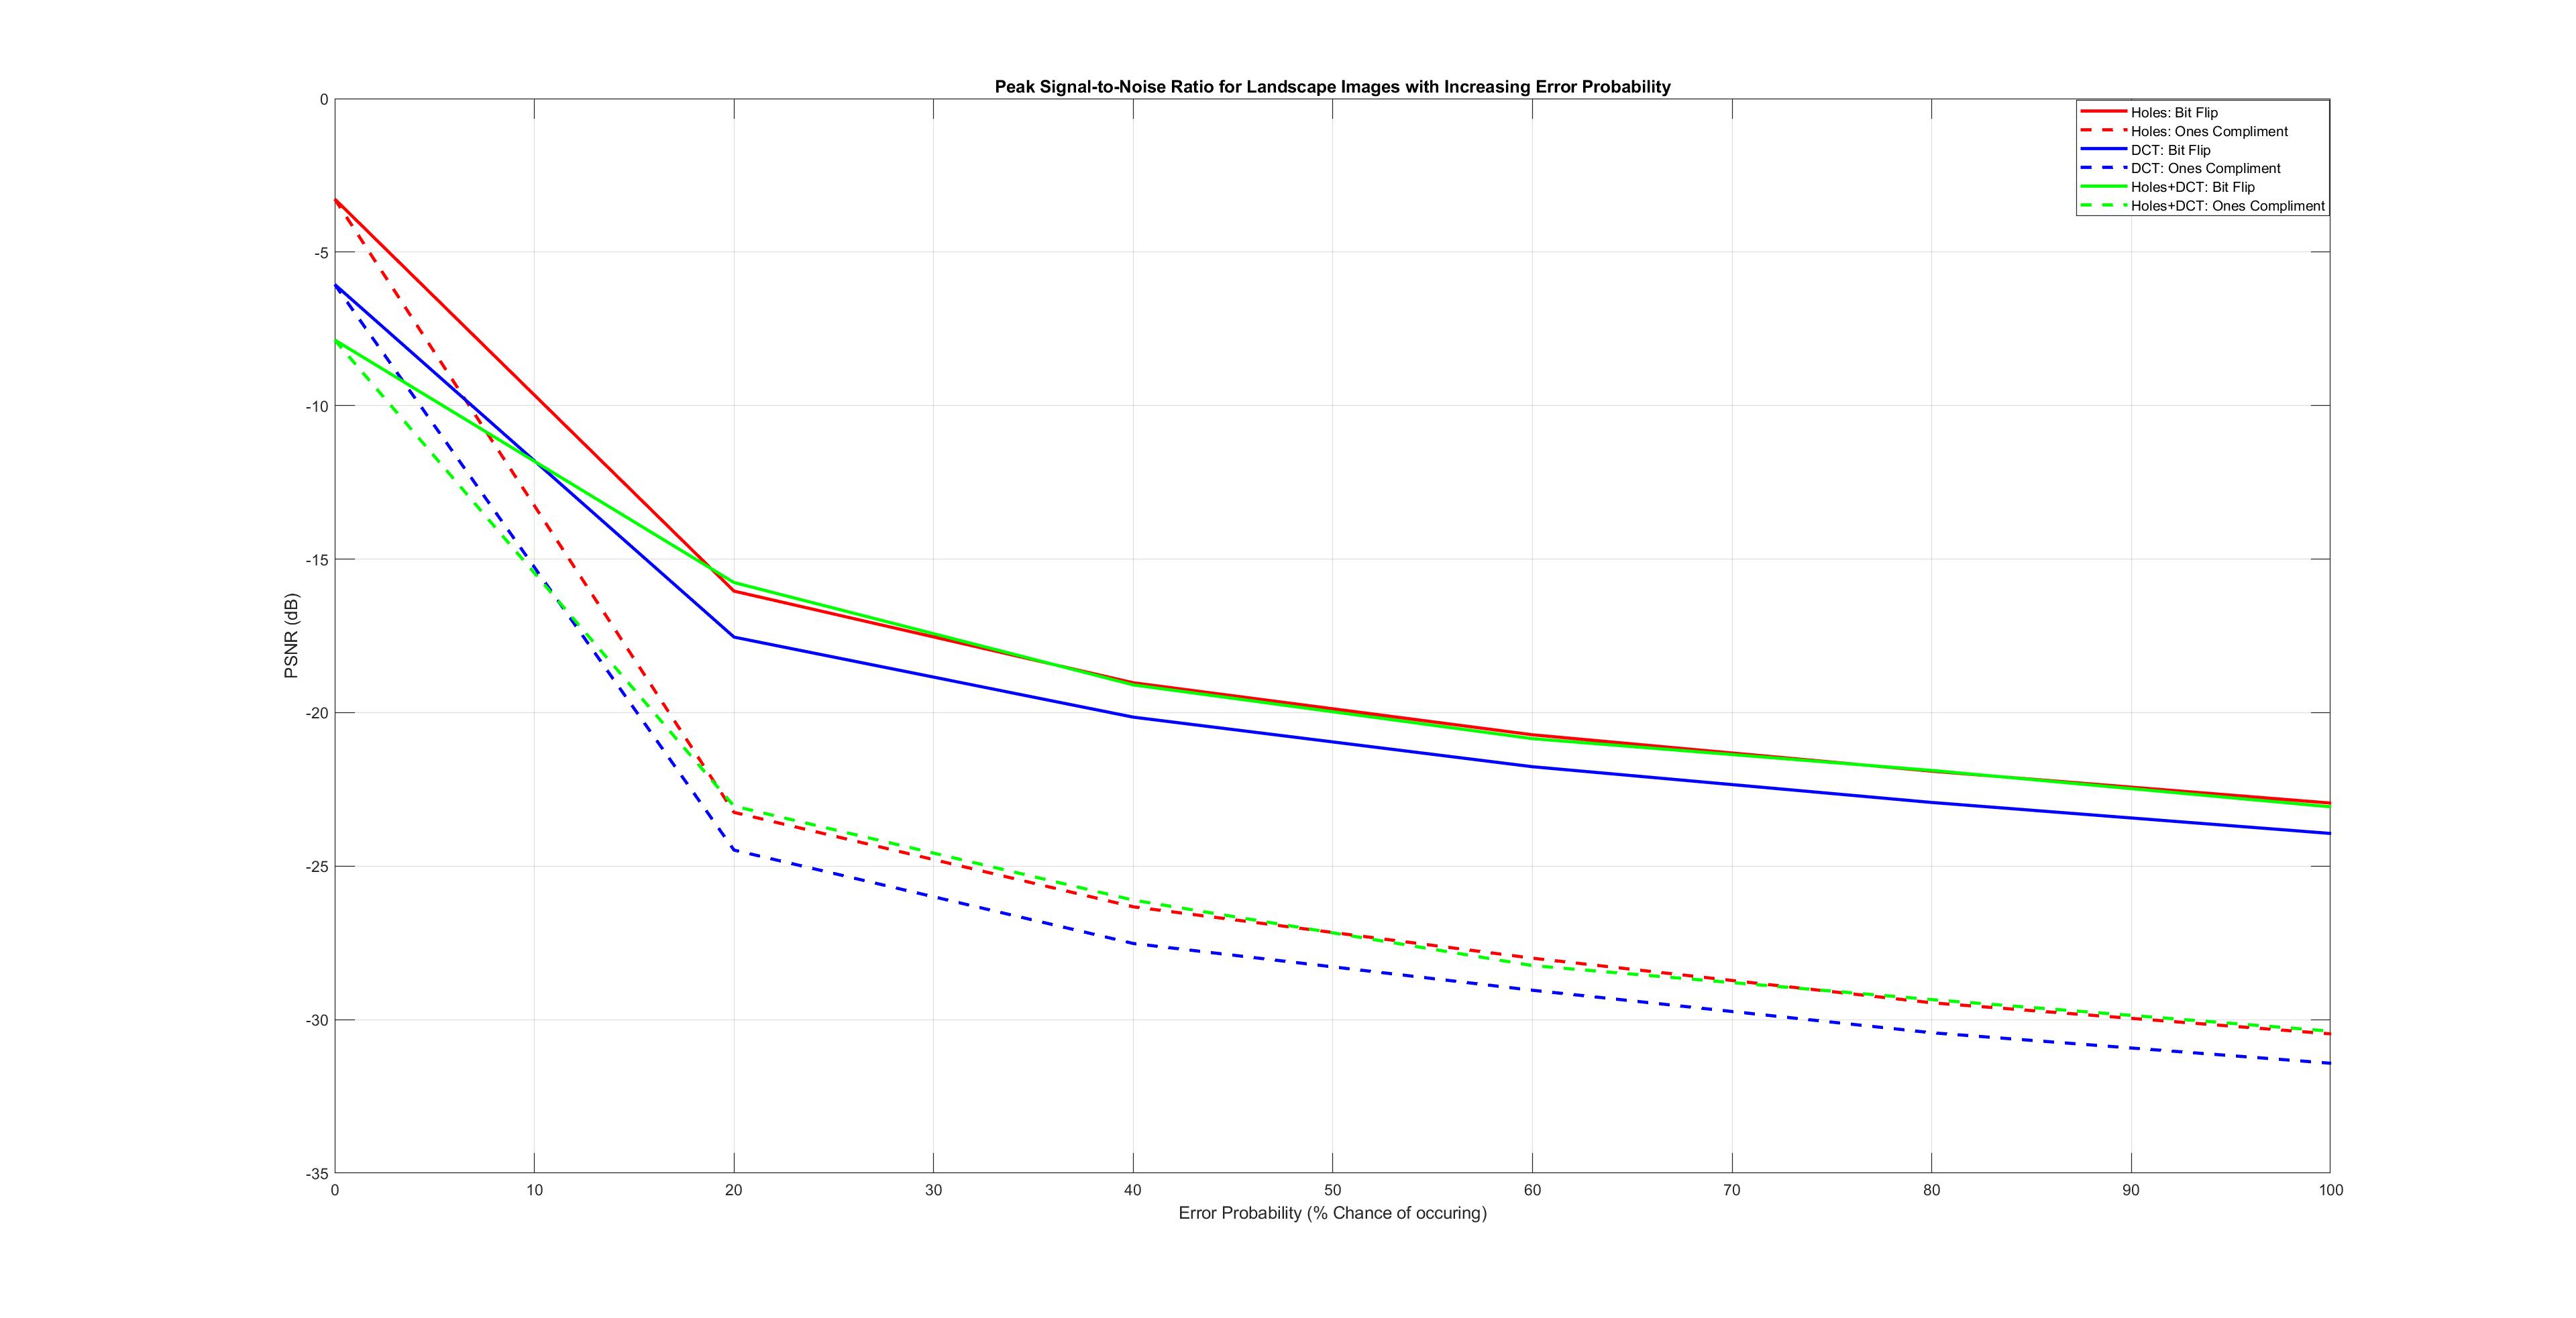 Peak Signal-to-Noise Ratio for Landscape Images with Increasing Error Probability
Holes: Bit Flip
Holes: Ones Compliment
DCT: Bit Flip
DCT: Ones Compliment
Holes+DCT: Bit Flip
Holes+DCT: Ones Compliment
0
-5
-10
-15
-20
-25
-30
-35
PSNR (dB)
0 10 20 30 40 50 60 70 80 90 100
Error Probability (% Chance of occuring)